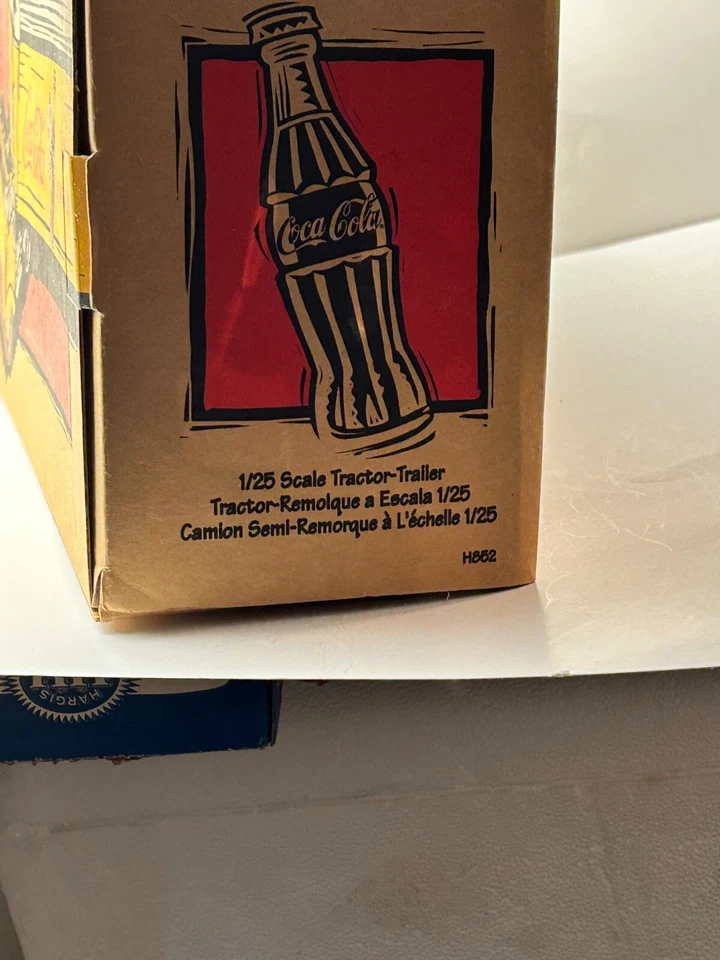 Coca-Cola
1/25 Scale Tractor-Trailer
Tractor-Remolque a Escala 1/25
Camion Semi-Remorque à L'échelle 1/25
H852
HARGIS